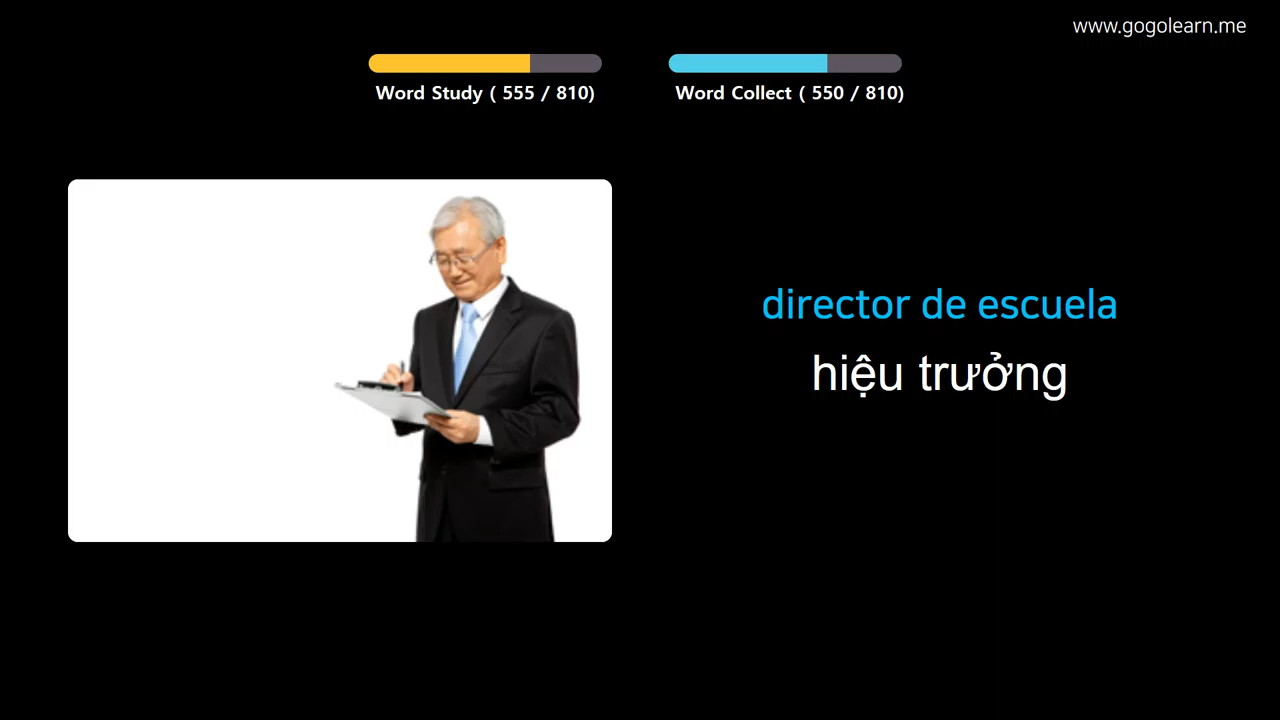 www.gogolearn.me
Word Study ( 555 / 810)
Word Collect ( 550 / 810)
director de escuela
hiệu trưởng